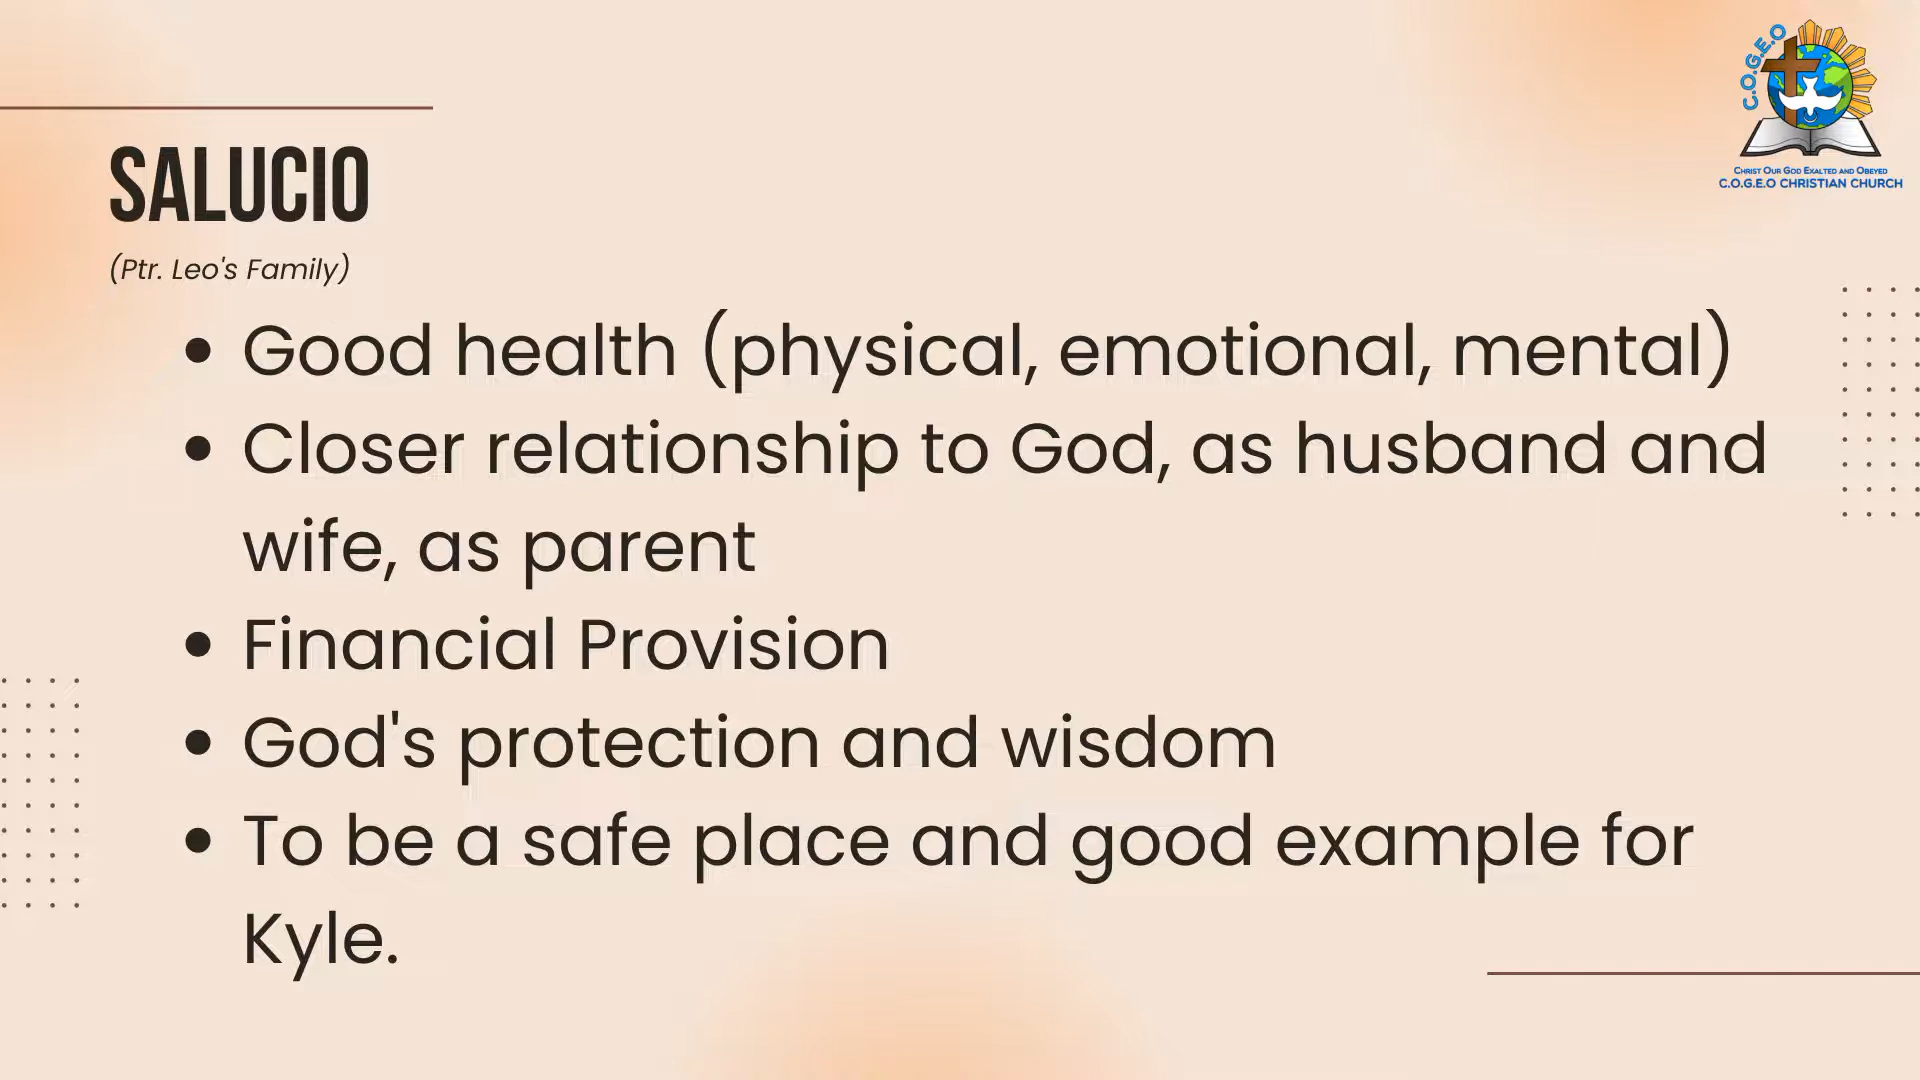 C.O.G.E.O
CHRIST OUR GOD EXALTED AND OBEYED
C.O.G.E.O CHRISTIAN CHURCH
SALUCIO
(Ptr. Leo's Family)
• Good health (physical, emotional, mental)
• Closer relationship to God, as husband and
wife, as parent
• Financial Provision
• God's protection and wisdom
• To be a safe place and good example for
Kyle.